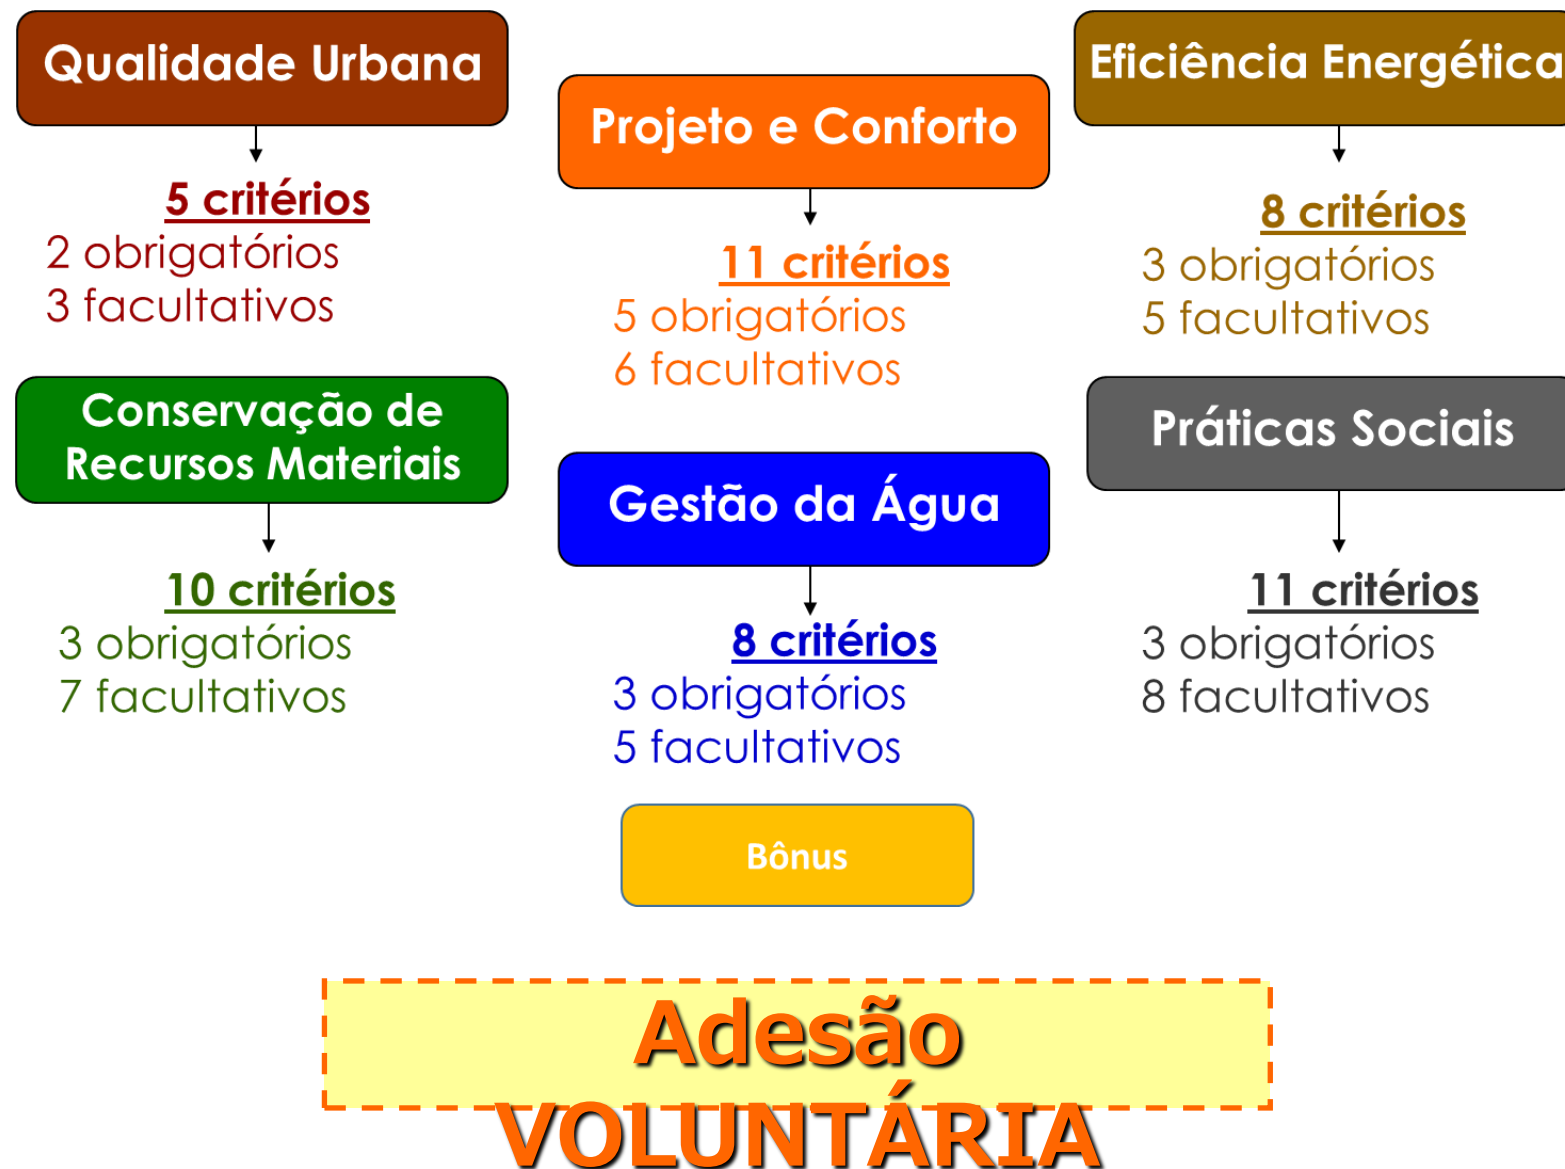 Qualidade Urbana
5 critérios
2 obrigatórios
3 facultativos
Projeto e Conforto
11 critérios
5 obrigatórios
6 facultativos
Eficiência Energética
8 critérios
3 obrigatórios
5 facultativos
Conservação de
Recursos Materiais
10 critérios
3 obrigatórios
7 facultativos
Gestão da Água
8 critérios
3 obrigatórios
5 facultativos
Práticas Sociais
11 critérios
3 obrigatórios
8 facultativos
Bônus
Adesão
VOLUNTÁRIA